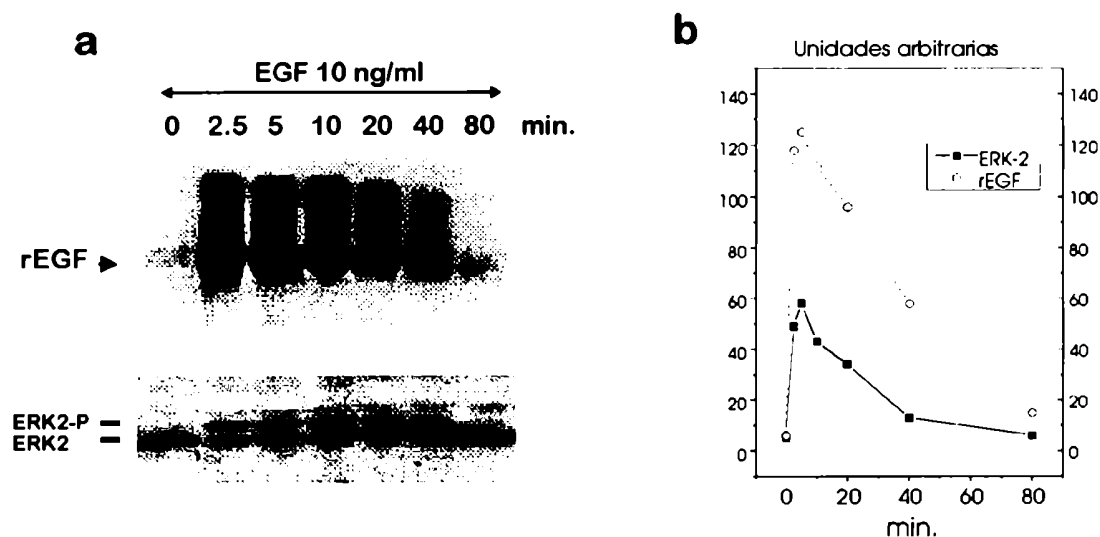 a
EGF 10 ng/ml
0 2.5 5 10 20 40 80 min.
rEGF
ERK2-P
ERK2
b
Unidades arbitrarias
140
120
100
80
60
40
20
0
ERK-2
rEGF
140
120
100
80
60
40
20
0
0 20 40 60 80
min.